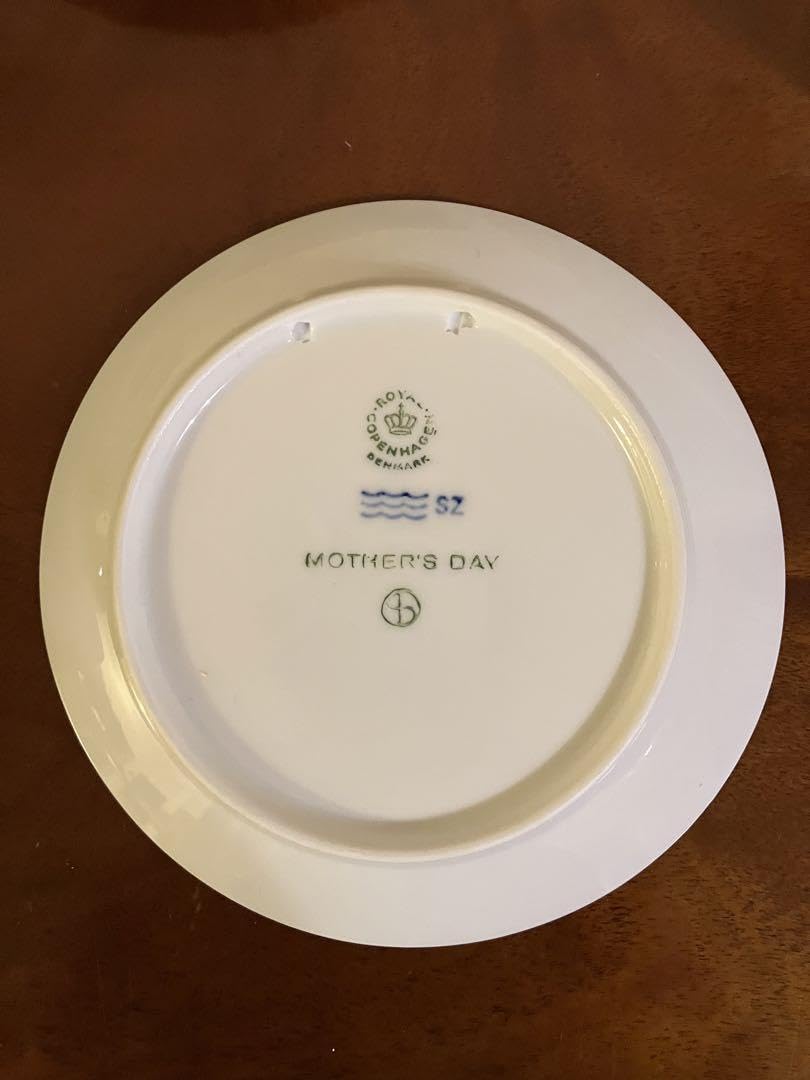 ROYAL
COPENHAGEN
DENMARK
SZ
MOTHER'S DAY